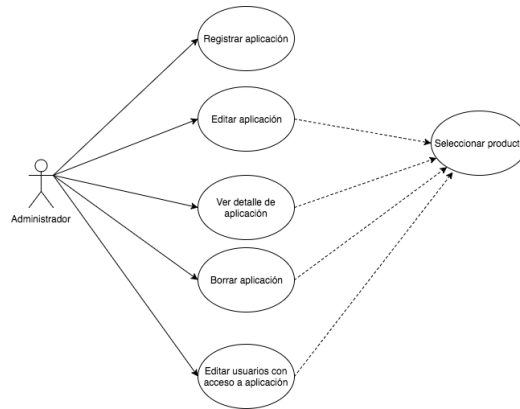 Registrar aplicación
Editar aplicación
Seleccionar product
Ver detalle de
aplicación
Administrador
Borrar aplicación
Editar usuarios con
acceso a aplicación